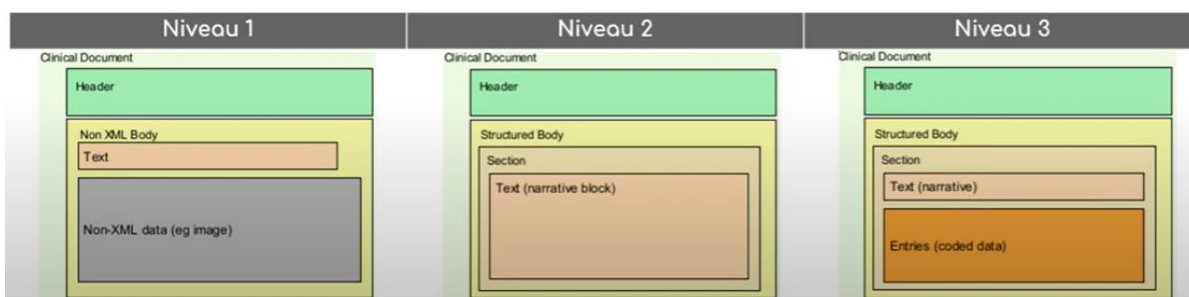 Niveau 1
Clinical Document
Header
Non XML Body
Text
Non-XML data (eg image)
Niveau 2
Clinical Document
Header
Structured Body
Section
Text (narrative block)
Niveau 3
Clinical Document
Header
Structured Body
Section
Text (narrative)
Entries (coded data)